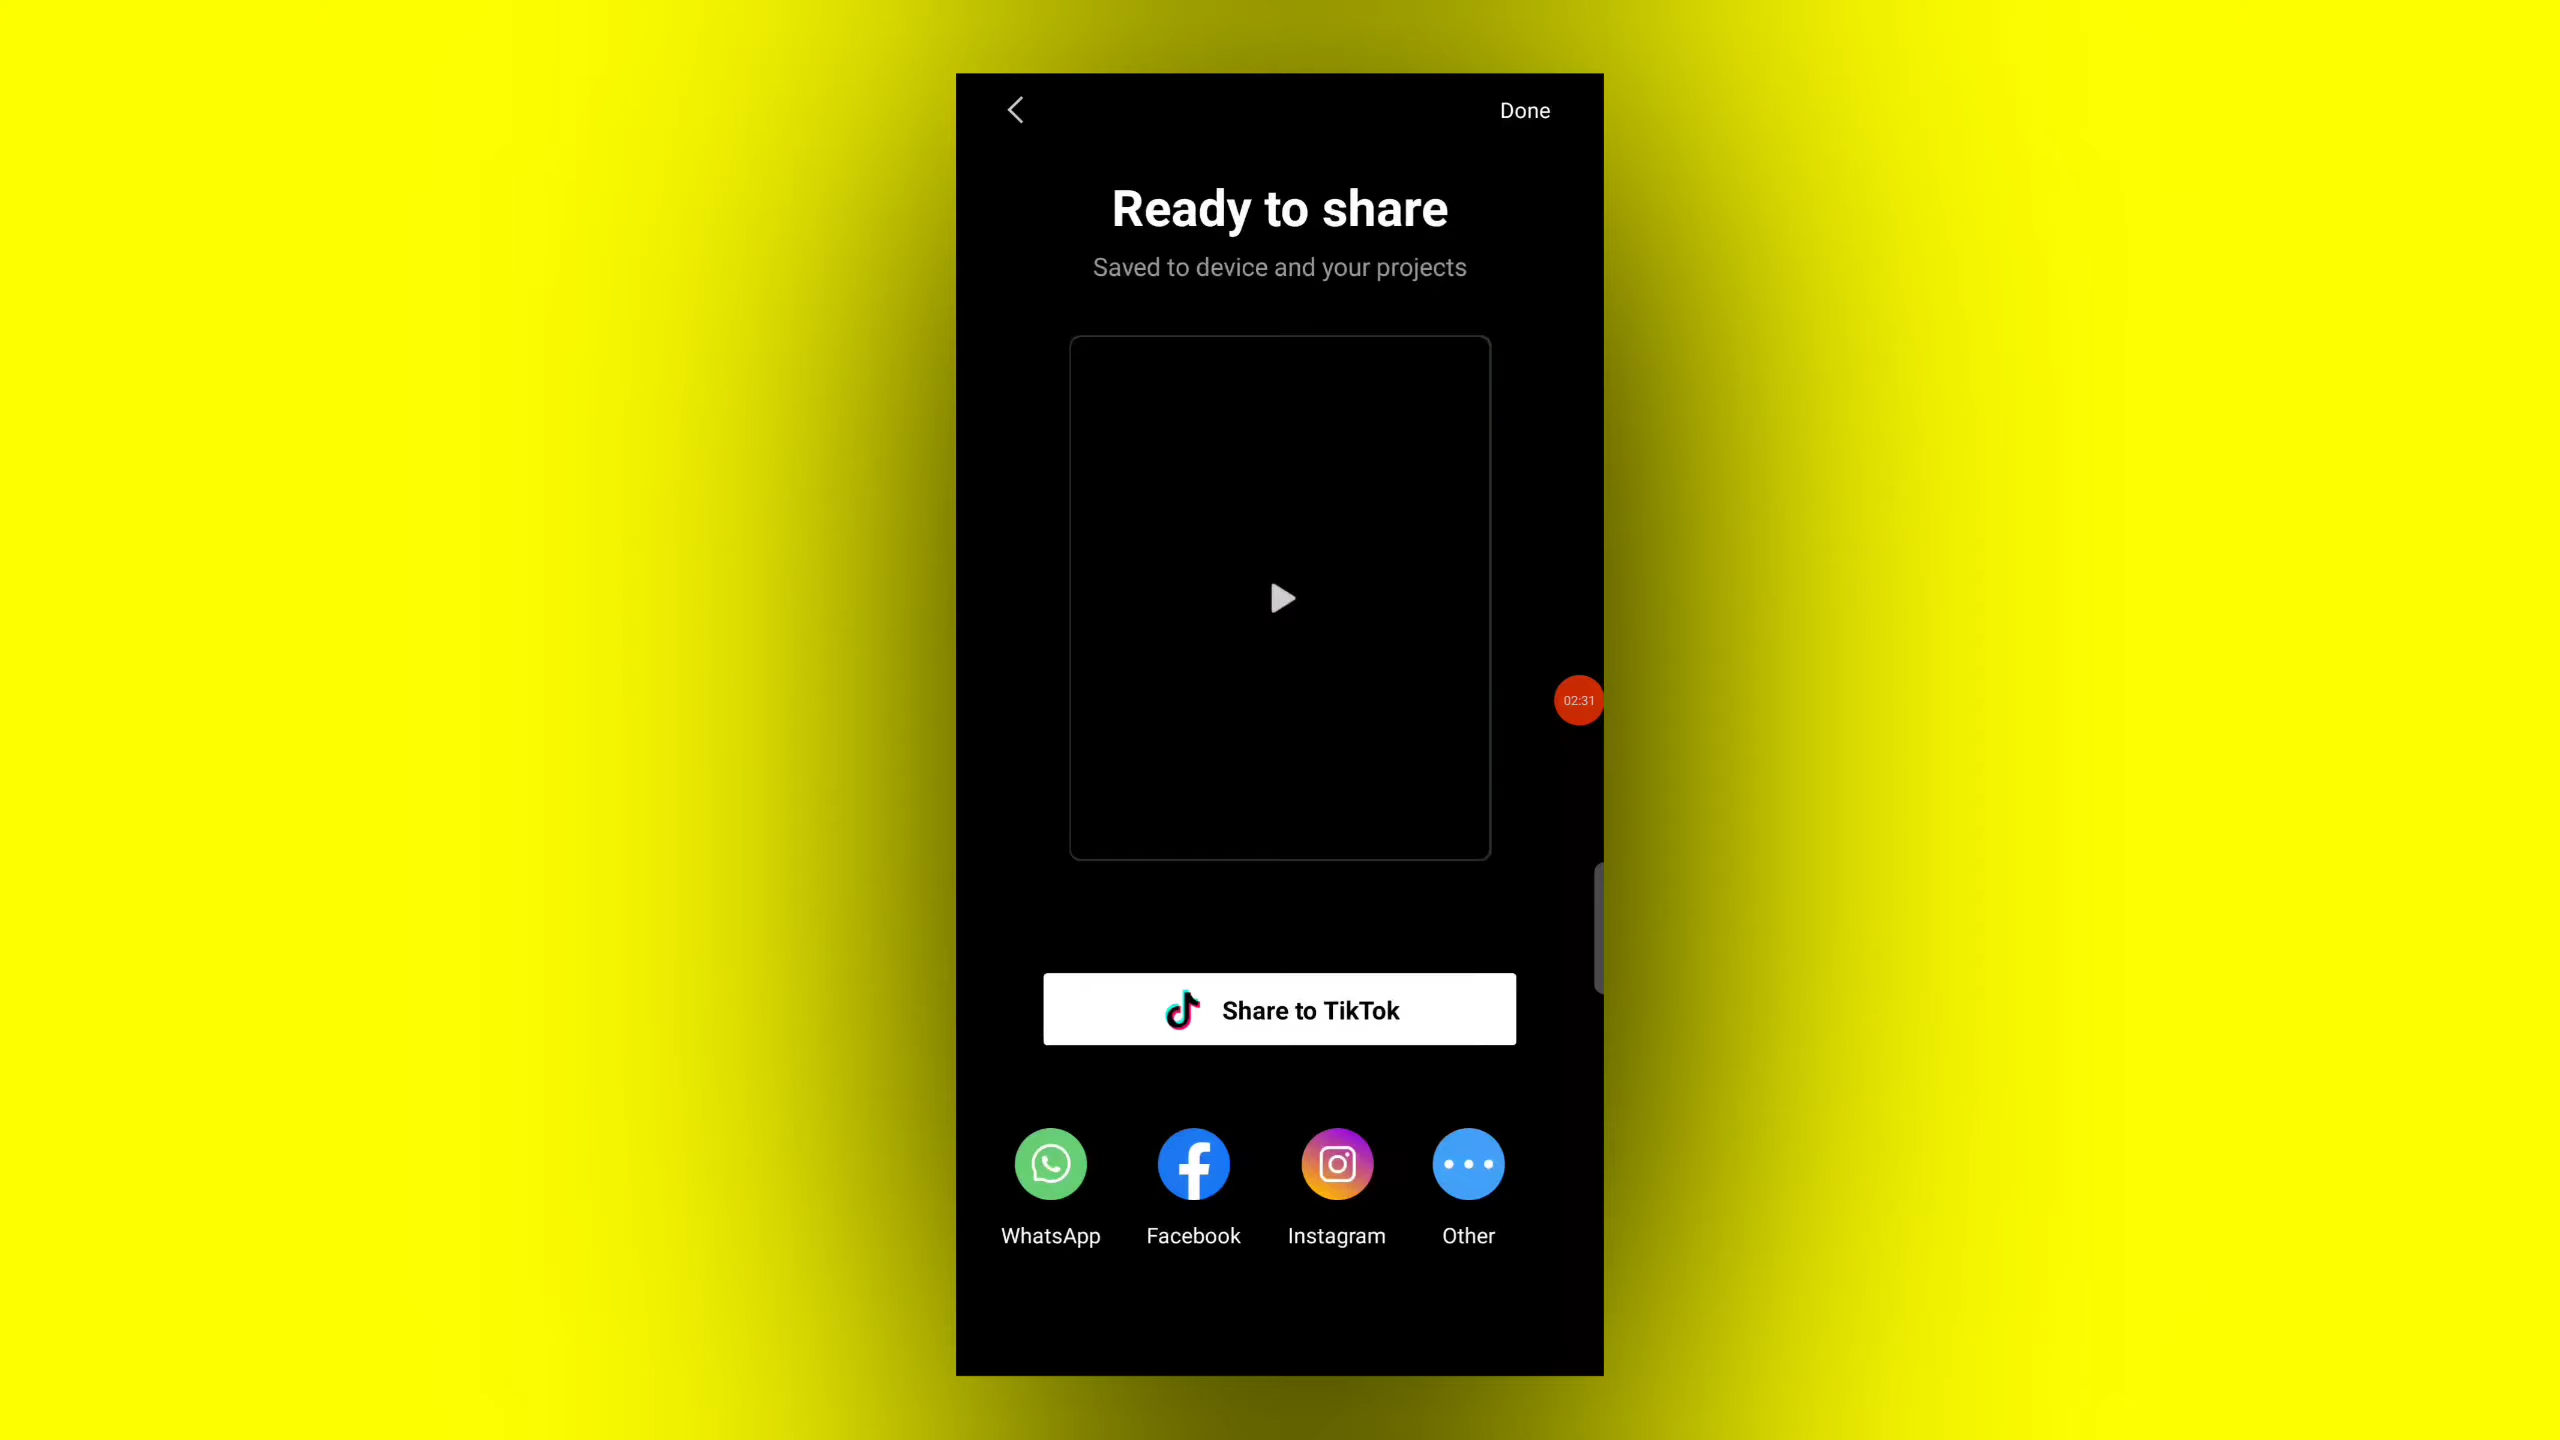 Done
Ready to share
Saved to device and your projects
02:31
Share to TikTok
WhatsApp
Facebook
Instagram
Other